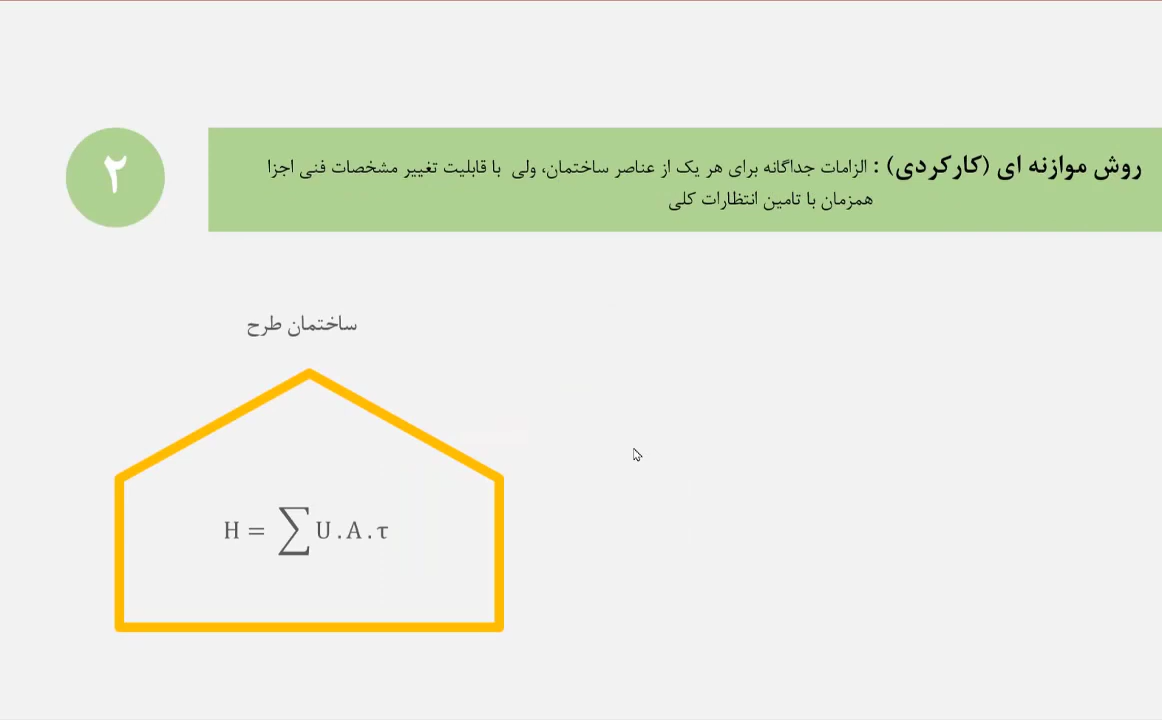 ۲
روش موازنه ای (کارکردی) : الزامات جداگانه برای هر یک از عناصر ساختمان، ولی با قابلیت تغییر مشخصات فنی اجزا
همزمان با تامین انتظارات کلی
ساختمان طرح
H = ∑ U . A . τ